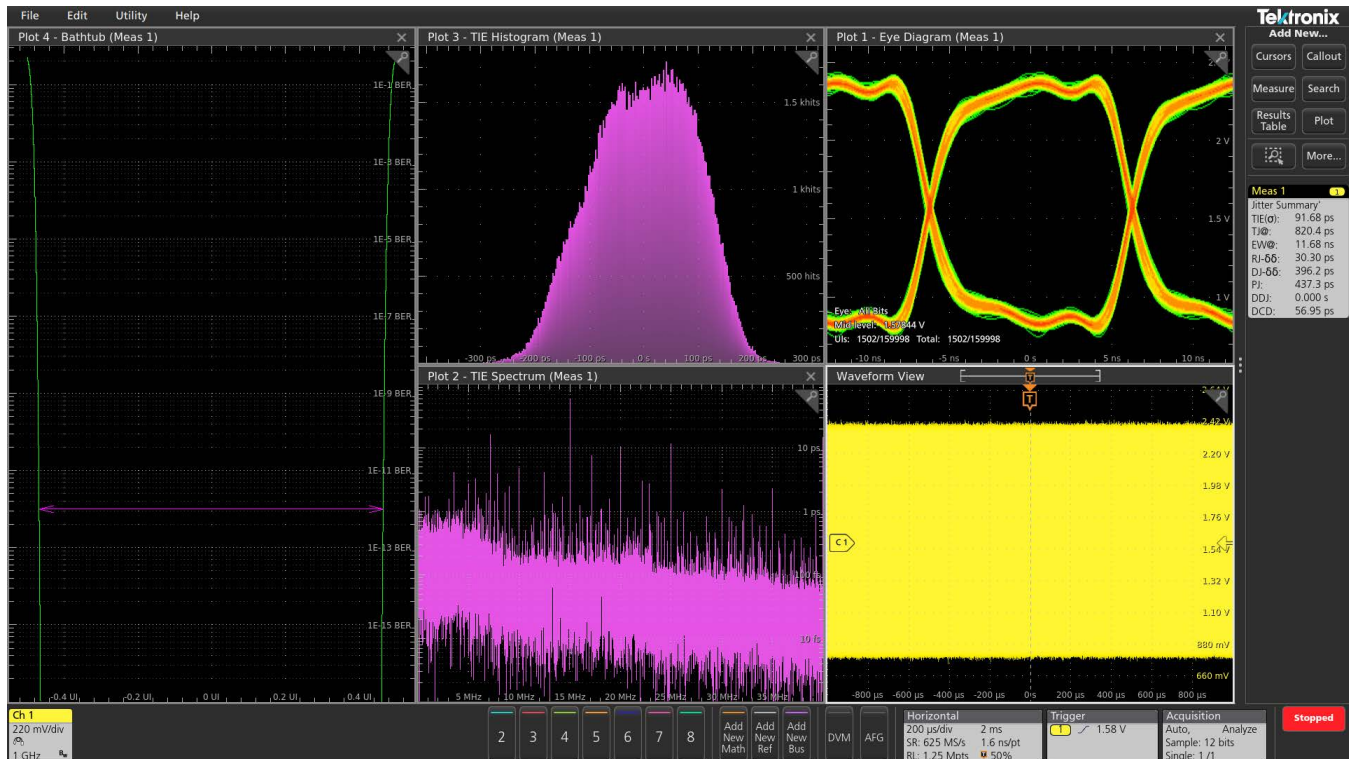 File Edit Utility Help
Tektronix
Add New...
Cursors Callout
Measure Search
Results Table Plot
More...
Plot 4 - Bathtub (Meas 1)
1E-1 BER
1E-3 BER
1E-5 BER
1E-7 BER
1E-9 BER
1E-11 BER
1E-13 BER
1E-15 BER
-0.4 UI -0.2 UI 0 UI 0.2 UI 0.4 UI
Plot 3 - TIE Histogram (Meas 1)
1.5 khits
1 khits
500 hits
-300 ps -200 ps -100 ps 0 s 100 ps 200 ps 300 ps
Plot 1 - Eye Diagram (Meas 1)
2 V
1.5 V
1 V
Eye: All Bits
Mid level:
UIs: 1502/159998 Total: 1502/159998
-10 ns -5 ns 0 s 5 ns 10 ns
Plot 2 - TIE Spectrum (Meas 1)
10 ps
1 ps
100 fs
10 fs
5 MHz 10 MHz 15 MHz 20 MHz 25 MHz 30 MHz 35 MHz
Waveform View
T
T
2.64 V
2.42 V
2.20 V
1.98 V
1.76 V
1.54 V
1.32 V
1.10 V
880 mV
660 mV
C1
-800 µs -600 µs -400 µs -200 µs 0 s 200 µs 400 µs 600 µs 800 µs
Meas 1 1
Jitter Summary'
TIE(σ): 91.68 ps
TJ@: 820.4 ps
EW@: 11.68 ns
RJ-δδ: 30.30 ps
DJ-δδ: 396.2 ps
PJ: 437.3 ps
DDJ: 0.000 s
DCD: 56.95 ps
Ch 1
220 mV/div
1 GHz
2 3 4 5 6 7 8
Add New Math
Add New Ref
Add New Bus
DVM AFG
Horizontal
200 µs/div 2 ms
SR: 625 MS/s 1.6 ns/pt
RL: 1.25 Mpts 50%
Trigger
1 1.58 V
Acquisition
Auto, Analyze
Sample: 12 bits
Single: 1 /1
Stopped